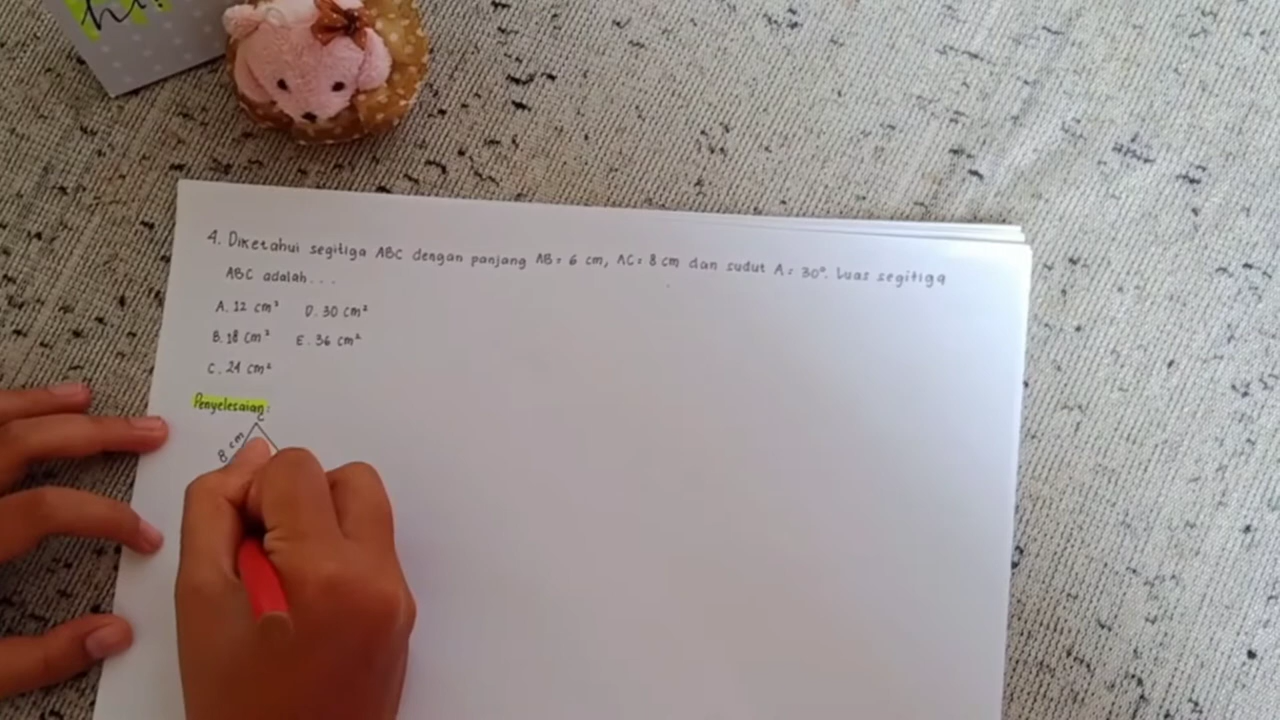 hi!
4. Diketahui segitiga ABC dengan panjang AB = 6 cm, AC = 8 cm dan sudut A = 30°. Luas segitiga
ABC adalah...
A. 12 cm² D. 30 cm²
B. 18 cm² E. 36 cm²
C. 24 cm²
Penyelesaian:
8 cm